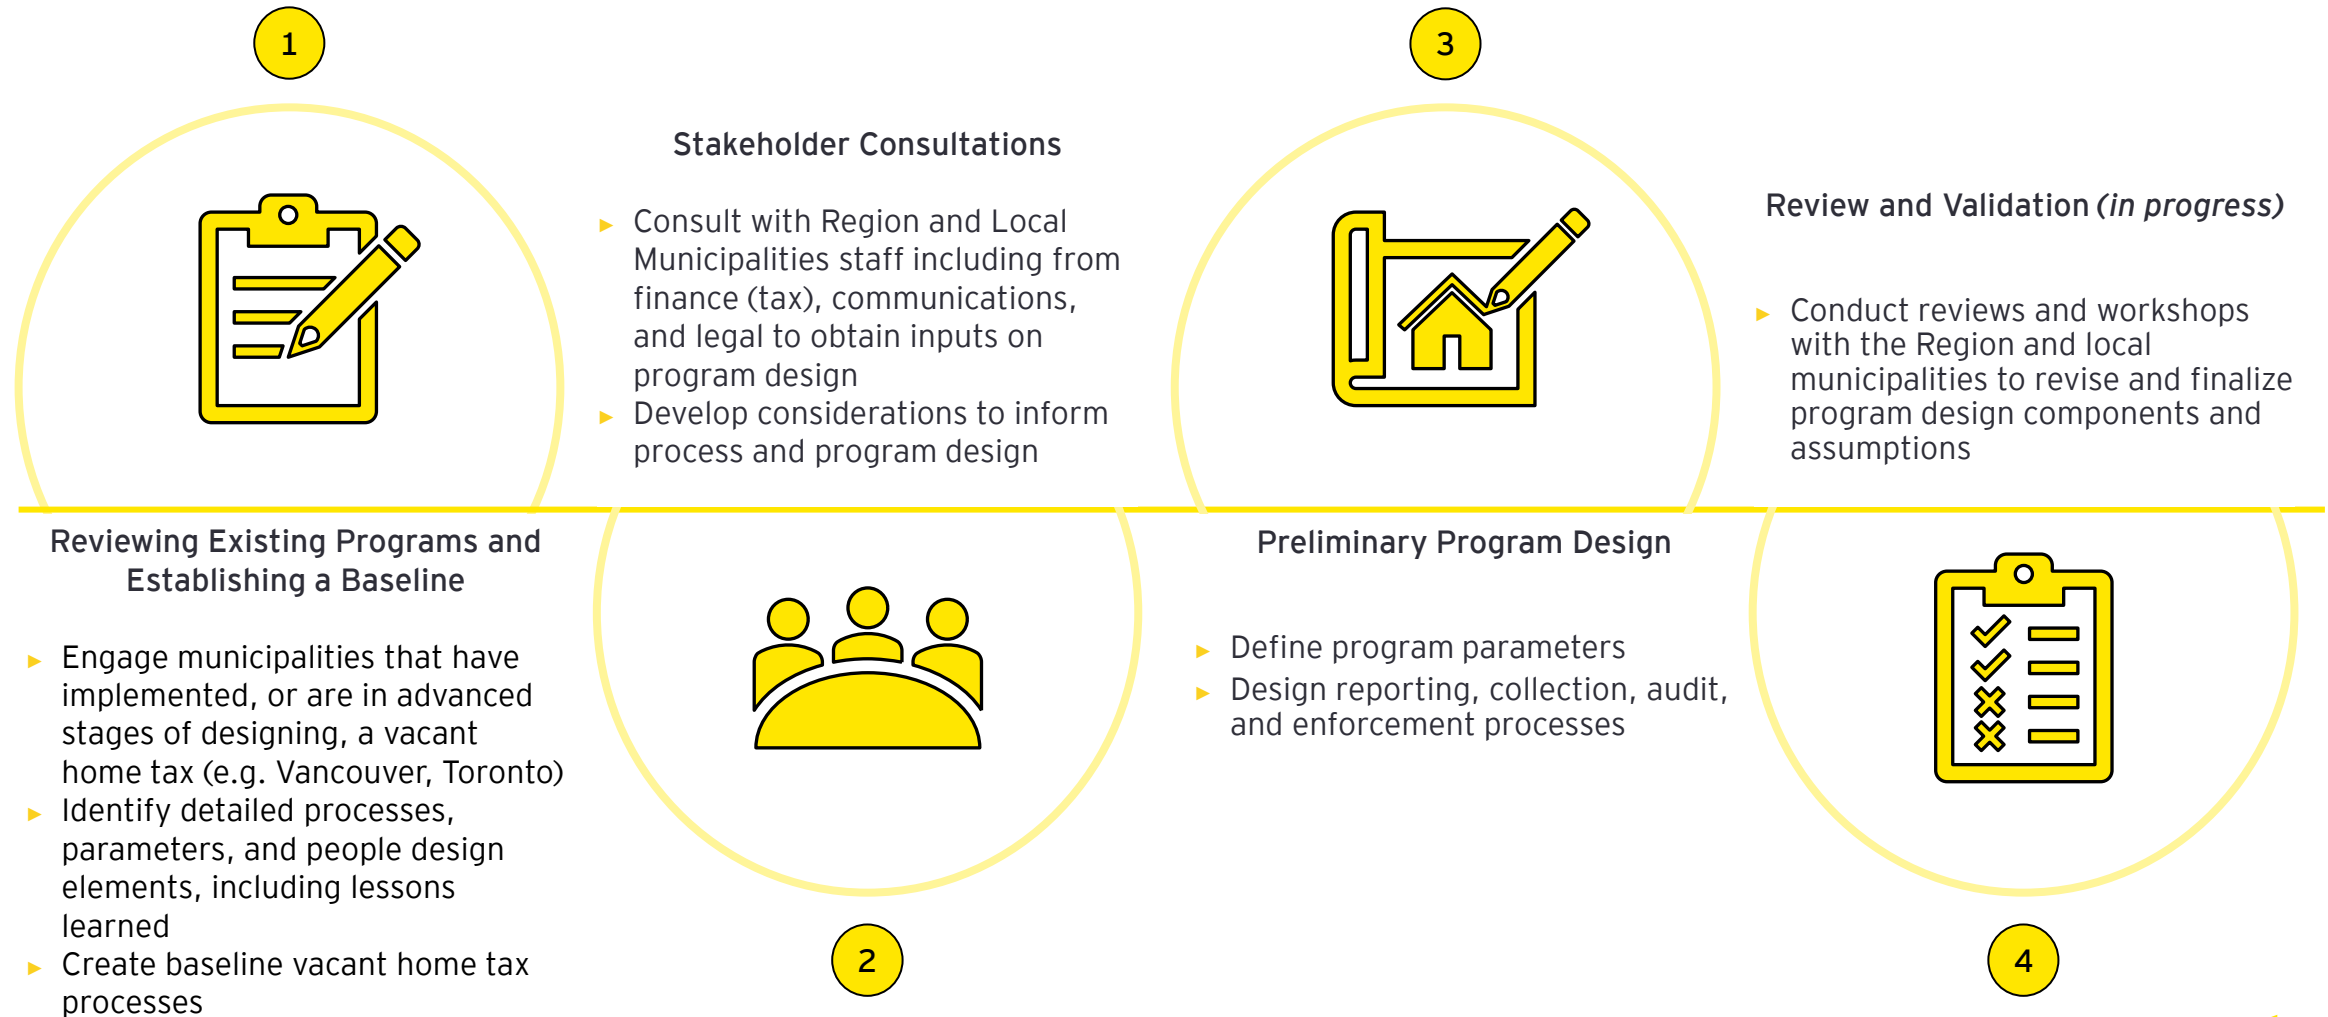 1
Reviewing Existing Programs and
Establishing a Baseline
► Engage municipalities that have
implemented, or are in advanced
stages of designing, a vacant
home tax (e.g. Vancouver, Toronto)
► Identify detailed processes,
parameters, and people design
elements, including lessons
learned
► Create baseline vacant home tax
processes
Stakeholder Consultations
► Consult with Region and Local
Municipalities staff including from
finance (tax), communications,
and legal to obtain inputs on
program design
► Develop considerations to inform
process and program design
2
3
Preliminary Program Design
► Define program parameters
► Design reporting, collection, audit,
and enforcement processes
Review and Validation (in progress)
► Conduct reviews and workshops
with the Region and local
municipalities to revise and finalize
program design components and
assumptions
4